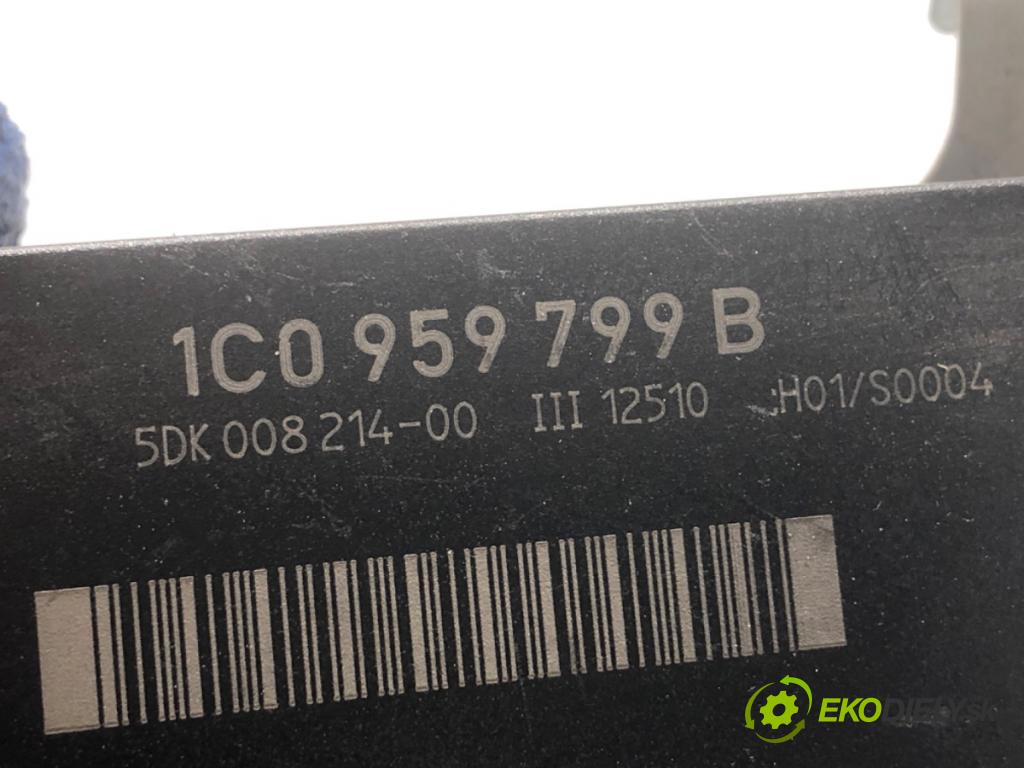 1C0 959 799 B
5DK 008 214-00 III 12510 :H01/S0004
EKODIELY.SK